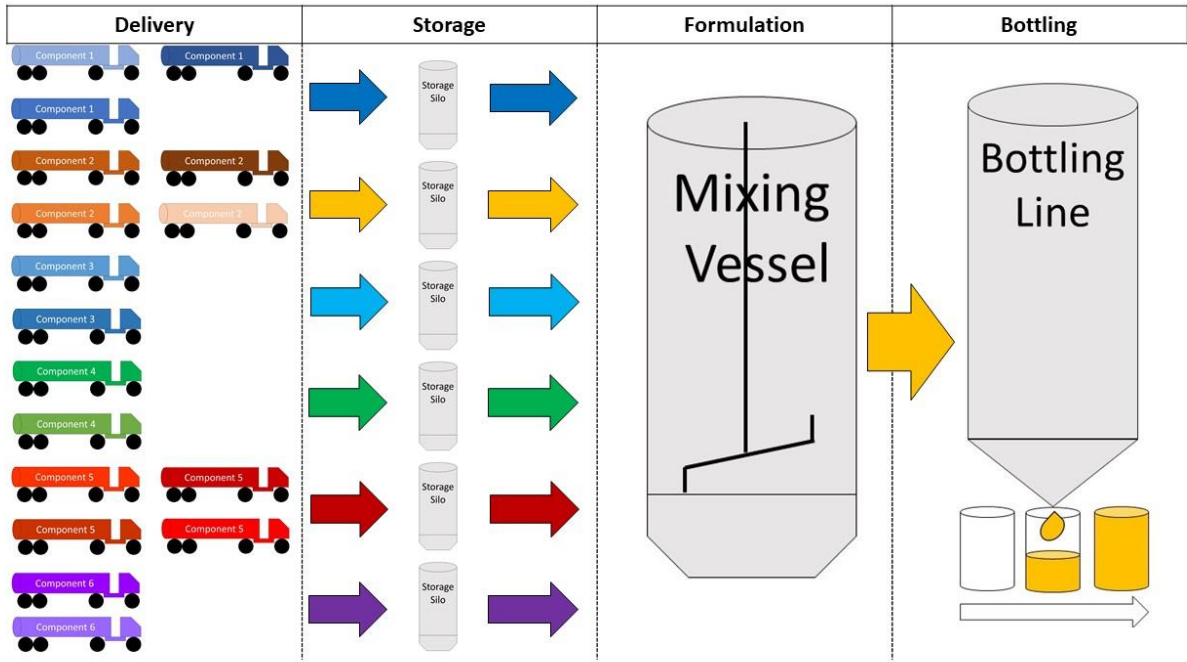 Delivery
Storage
Formulation
Bottling
Component 1
Component 1
Component 1
Component 2
Component 2
Component 2
Component 2
Component 3
Component 3
Component 4
Component 4
Component 5
Component 5
Component 5
Component 5
Component 6
Component 6
Storage
Silo
Storage
Silo
Storage
Silo
Storage
Silo
Storage
Silo
Storage
Silo
Mixing
Vessel
Bottling
Line